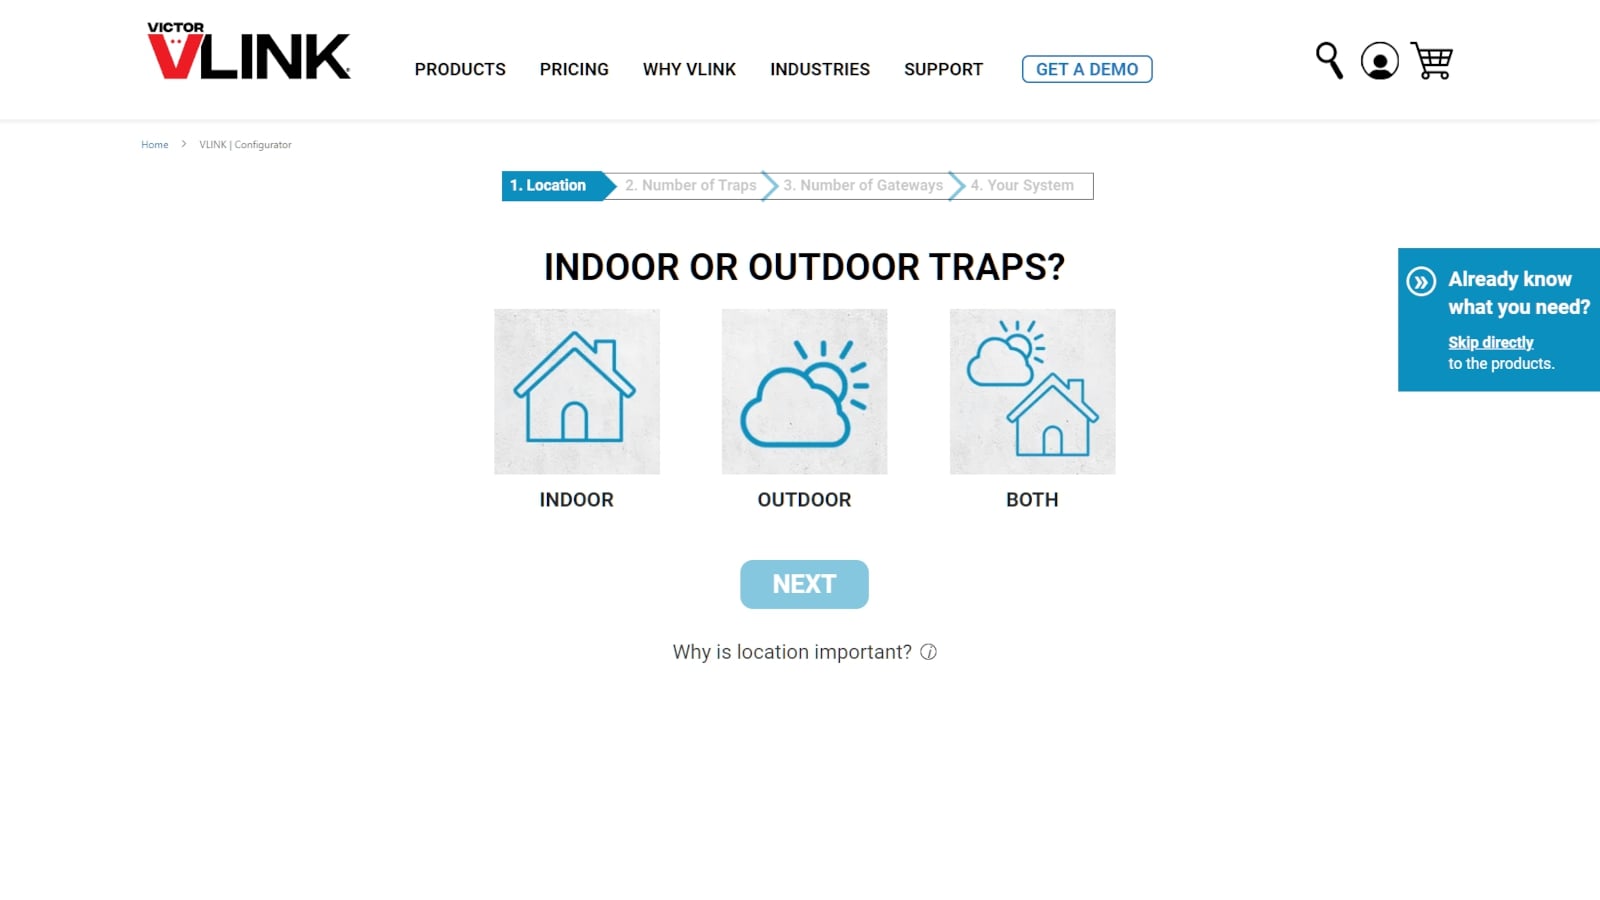 VICTOR
VLINK
PRODUCTS PRICING WHY VLINK INDUSTRIES SUPPORT GET A DEMO
Home > VLINK | Configurator
1. Location 2. Number of Traps 3. Number of Gateways 4. Your System
INDOOR OR OUTDOOR TRAPS?
INDOOR OUTDOOR BOTH
NEXT
Why is location important?
Already know
what you need?
Skip directly
to the products.